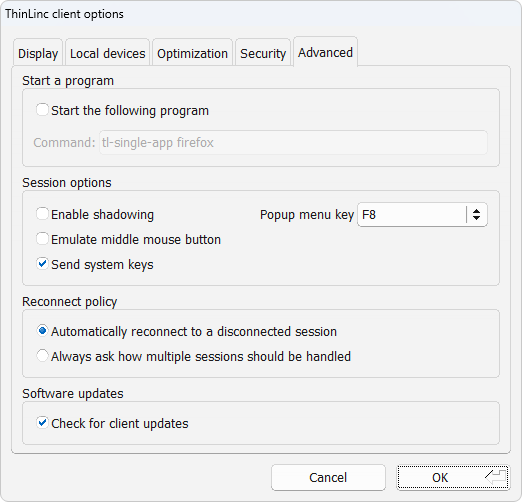 ThinLinc client options
Display Local devices Optimization Security Advanced
Start a program
Start the following program
Command: tl-single-app firefox
Session options
Enable shadowing Popup menu key F8
Emulate middle mouse button
Send system keys
Reconnect policy
Automatically reconnect to a disconnected session
Always ask how multiple sessions should be handled
Software updates
Check for client updates
Cancel OK